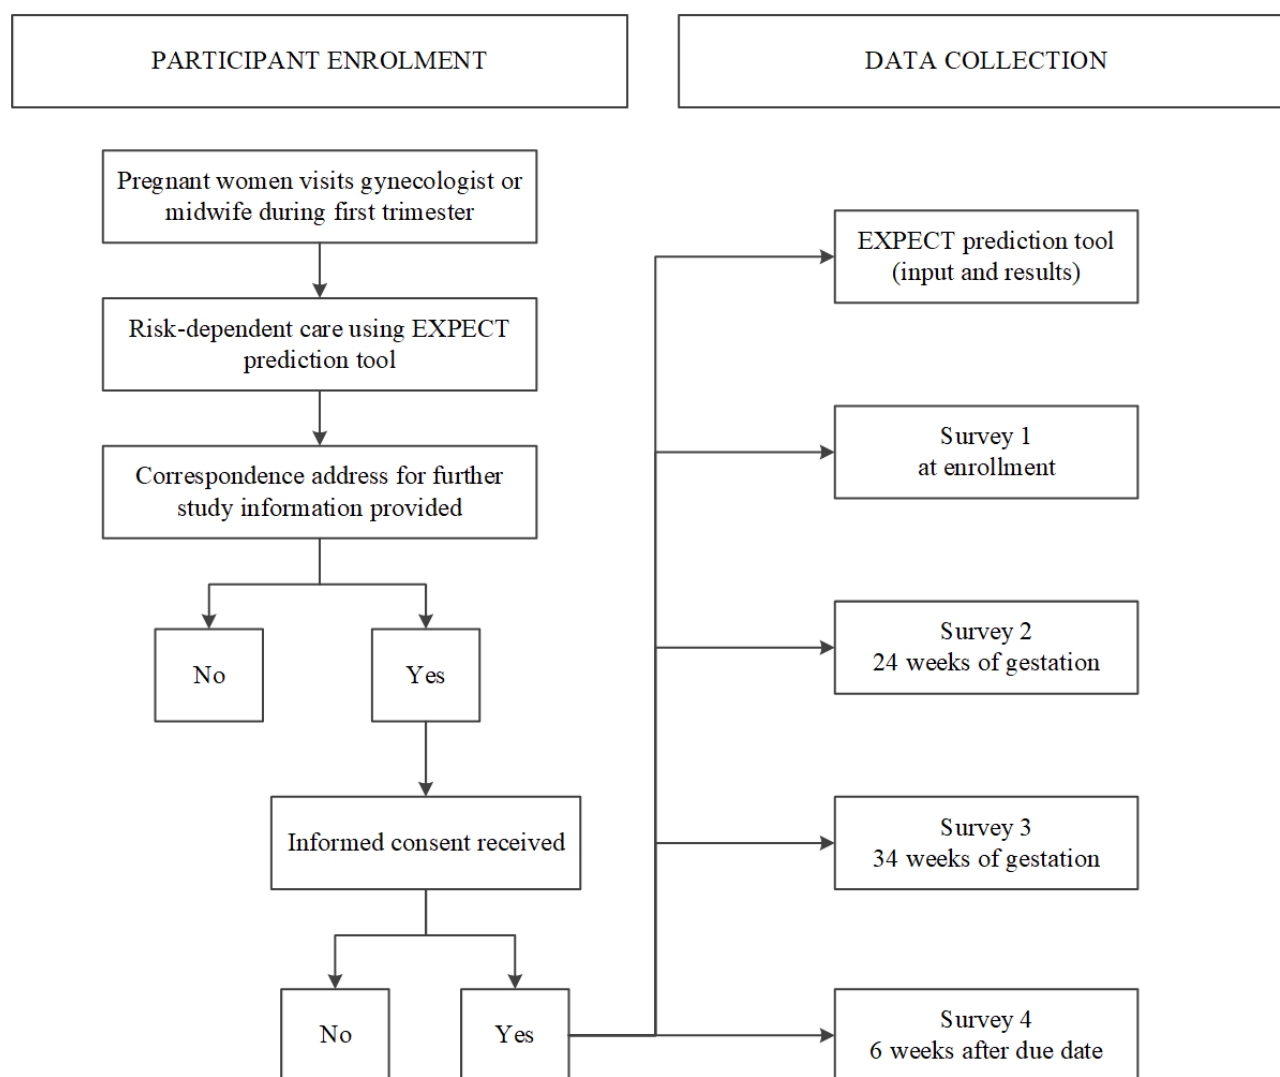 PARTICIPANT ENROLMENT
DATA COLLECTION
Pregnant women visits gynecologist or
midwife during first trimester
Risk-dependent care using EXPECT
prediction tool
Correspondence address for further
study information provided
No
Yes
Informed consent received
No
Yes
EXPECT prediction tool
(input and results)
Survey 1
at enrollment
Survey 2
24 weeks of gestation
Survey 3
34 weeks of gestation
Survey 4
6 weeks after due date